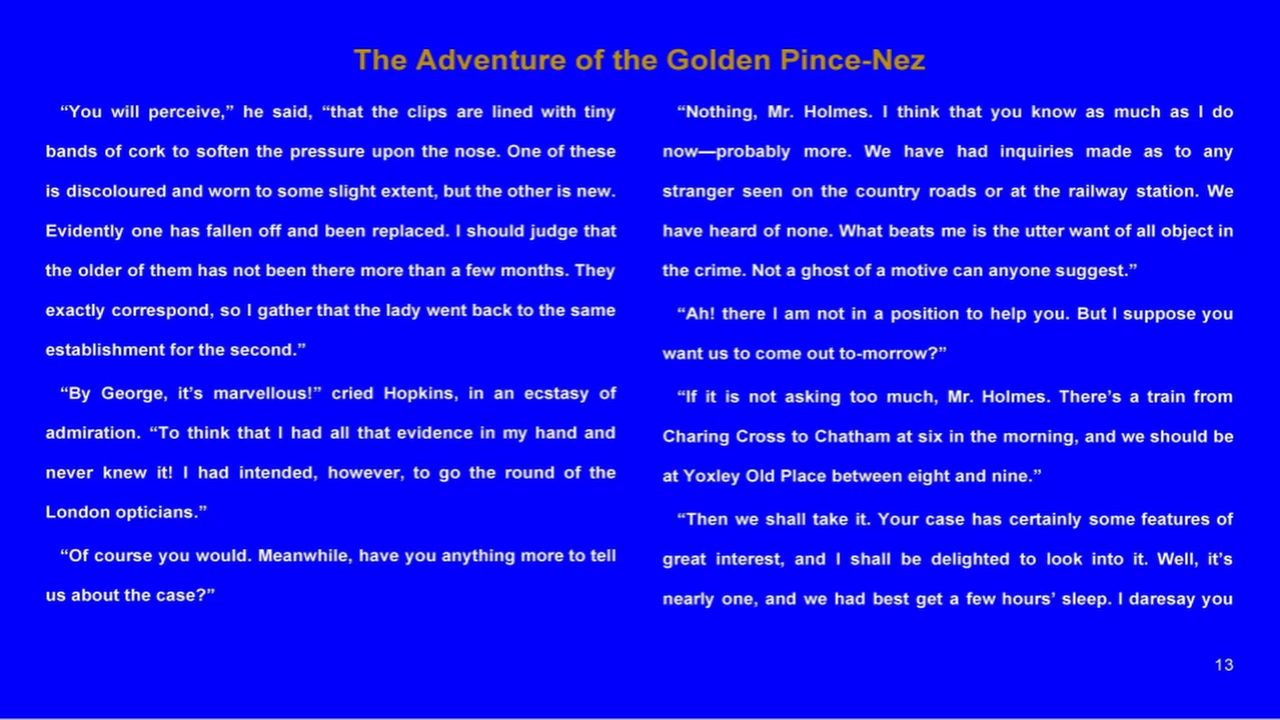 The Adventure of the Golden Pince-Nez
“You will perceive,” he said, “that the clips are lined with tiny
bands of cork to soften the pressure upon the nose. One of these
is discoloured and worn to some slight extent, but the other is new.
Evidently one has fallen off and been replaced. I should judge that
the older of them has not been there more than a few months. They
exactly correspond, so I gather that the lady went back to the same
establishment for the second.”
“By George, it’s marvellous!” cried Hopkins, in an ecstasy of
admiration. “To think that I had all that evidence in my hand and
never knew it! I had intended, however, to go the round of the
London opticians.”
“Of course you would. Meanwhile, have you anything more to tell
us about the case?”
“Nothing, Mr. Holmes. I think that you know as much as I do
now—probably more. We have had inquiries made as to any
stranger seen on the country roads or at the railway station. We
have heard of none. What beats me is the utter want of all object in
the crime. Not a ghost of a motive can anyone suggest.”
“Ah! there I am not in a position to help you. But I suppose you
want us to come out to-morrow?”
“If it is not asking too much, Mr. Holmes. There’s a train from
Charing Cross to Chatham at six in the morning, and we should be
at Yoxley Old Place between eight and nine.”
“Then we shall take it. Your case has certainly some features of
great interest, and I shall be delighted to look into it. Well, it’s
nearly one, and we had best get a few hours’ sleep. I daresay you
13